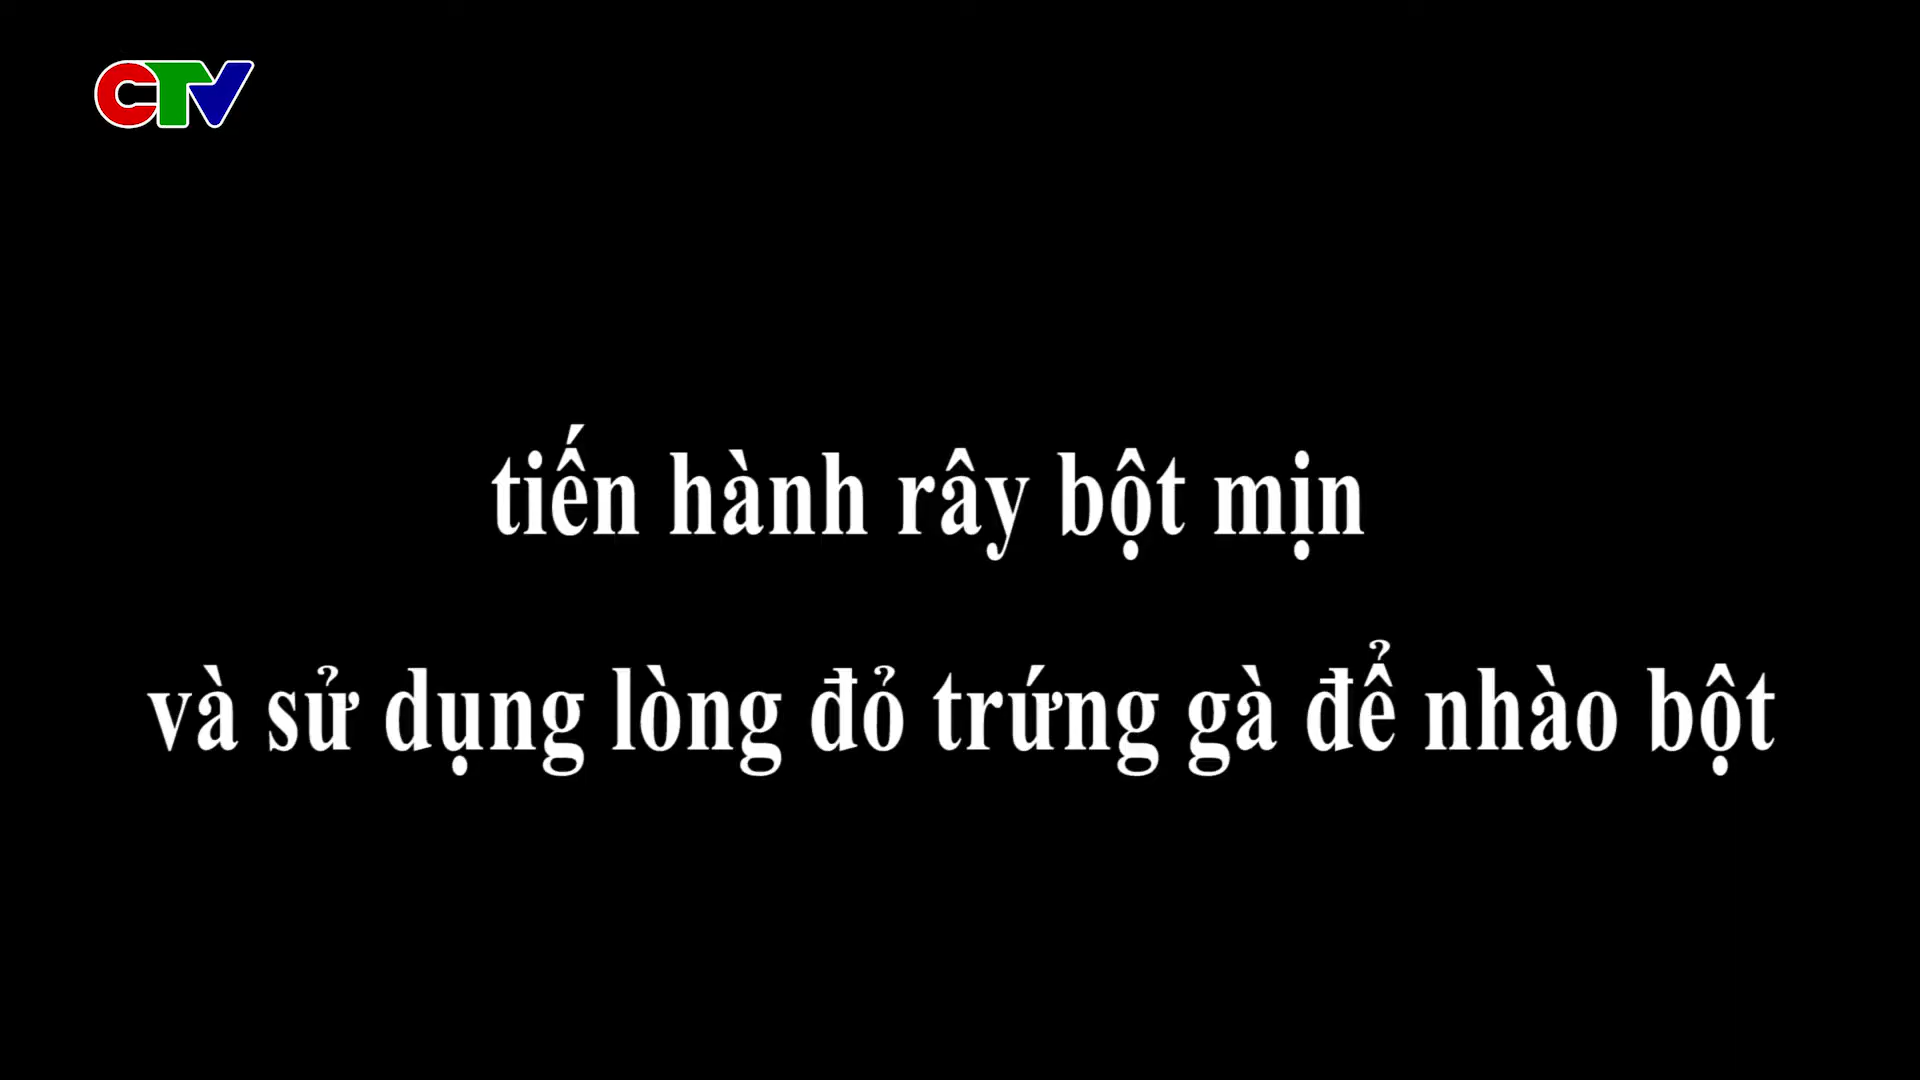 CTV
tiến hành rây bột mịn
và sử dụng lòng đỏ trứng gà để nhào bột